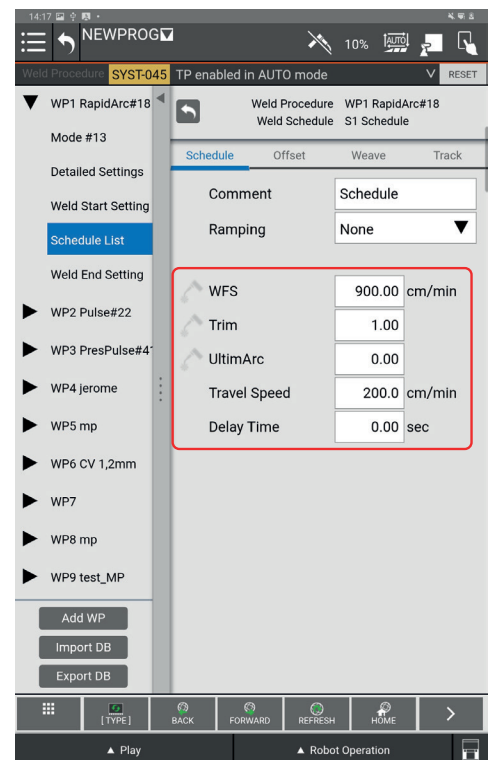 14:17
NEWPROG
10%
AUTO
Weld Procedure SYST-045 TP enabled in AUTO mode
RESET
WP1 RapidArc#18
Mode #13
Detailed Settings
Weld Start Setting
Schedule List
Weld End Setting
WP2 Pulse#22
WP3 PresPulse#4
WP4 jerome
WP5 mp
WP6 CV 1,2mm
WP7
WP8 mp
WP9 test_MP
Add WP
Import DB
Export DB
Weld Procedure WP1 RapidArc#18
Weld Schedule S1 Schedule
Schedule Offset Weave Track
Comment Schedule
Ramping None
WFS 900.00 cm/min
Trim 1.00
UltimArc 0.00
Travel Speed 200.0 cm/min
Delay Time 0.00 sec
[ TYPE ] BACK FORWARD REFRESH HOME
Play Robot Operation